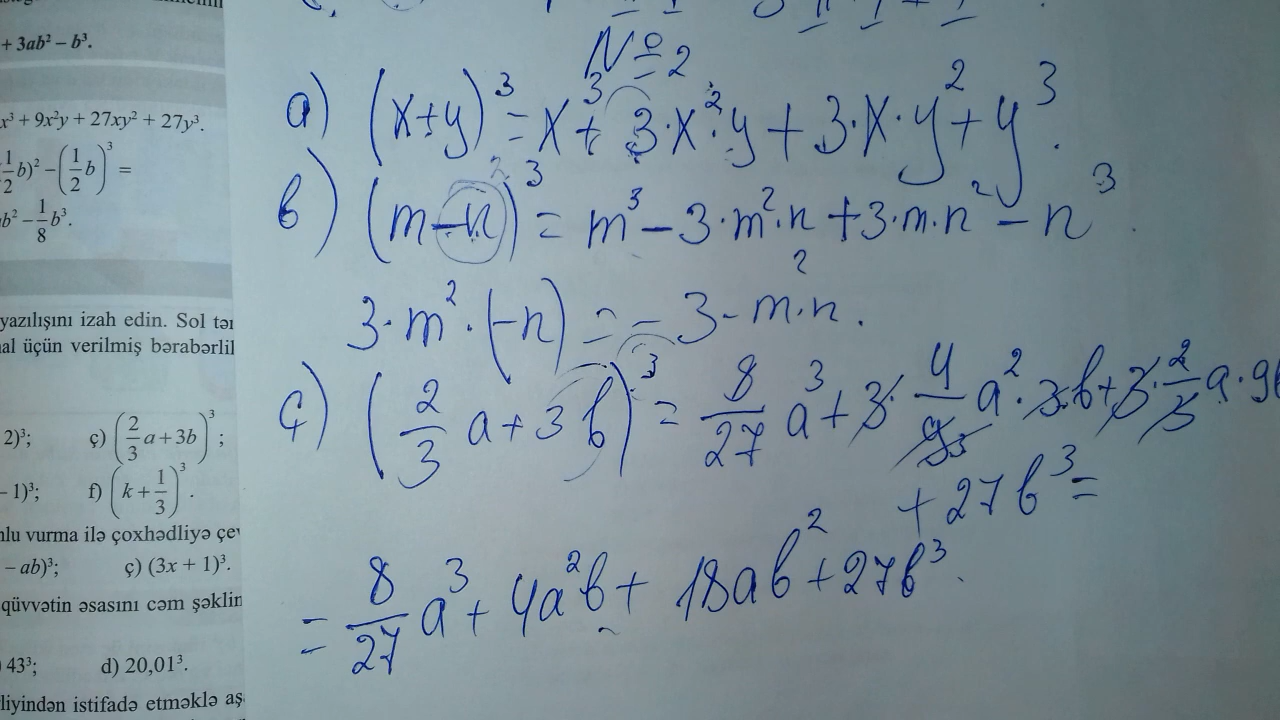 + 3ab² – b³.
x³ + 9x²y + 27xy² + 27y³.
1/2 b)² – (1/2 b)³ =
b² – 1/8 b³.
yazılışını izah edin. Sol tər
al üçün verilmiş bərabərlil
2)³; ç) (2/3 a + 3b)³;
– 1)³; f) (k + 1/3)³.
nlu vurma ilə çoxhədliyə çe
– ab)³; ç) (3x + 1)³.
qüvvətin əsasını cəm şəklin
43³; d) 20,01³.
liyindən istifadə etməklə aş
№2
a) (x+y)³ = x³ + 3·x²·y + 3·x·y² + y³.
в) (m–n)³ = m³ – 3·m²·n + 3·m·n² – n³.
3·m²·(–n) = – 3·m²·n.
ç) (2/3 a + 3b)³ = 8/27 a³ + 3·4/9 a²·3b + 3·2/3 a·9b
+ 27b³ =
= 8/27 a³ + 4a²b + 18ab² + 27b³.